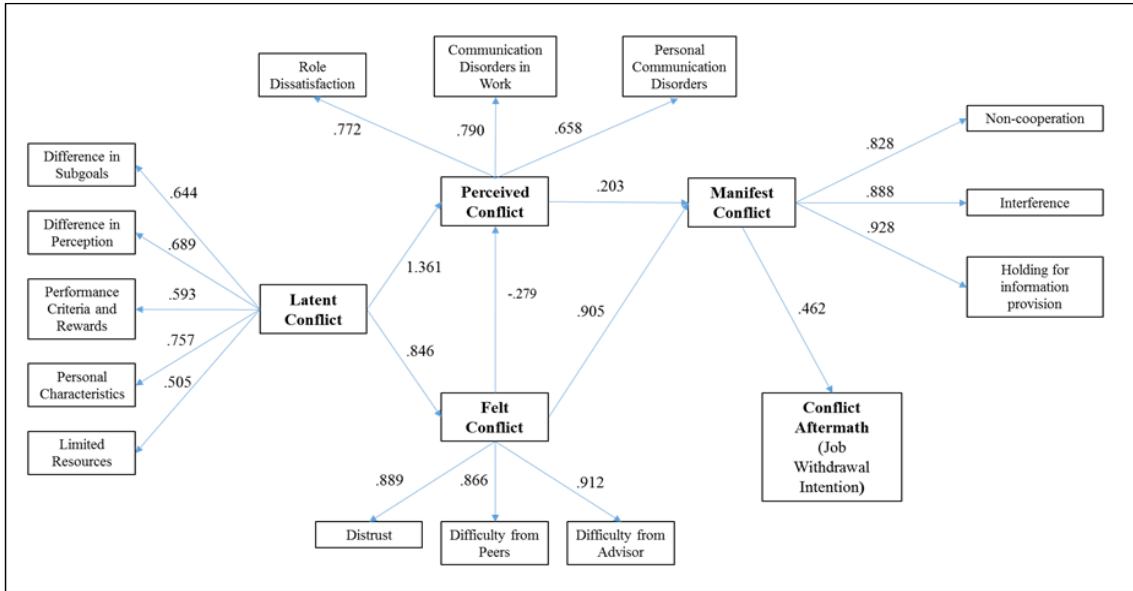 Role
Dissatisfaction
Communication
Disorders in
Work
Personal
Communication
Disorders
.772
.790
.658
Non-cooperation
.828
Difference in
Subgoals
.644
Perceived
Conflict
.203
Manifest
Conflict
.888
Interference
.928
Difference in
Perception
.689
1.361
-.279
.905
Holding for
information
provision
Performance
Criteria and
Rewards
.593
Latent
Conflict
.462
.757
.846
Personal
Characteristics
.505
Felt
Conflict
Conflict
Aftermath
(Job
Withdrawal
Intention)
Limited
Resources
.889
.866
.912
Distrust
Difficulty from
Peers
Difficulty from
Advisor